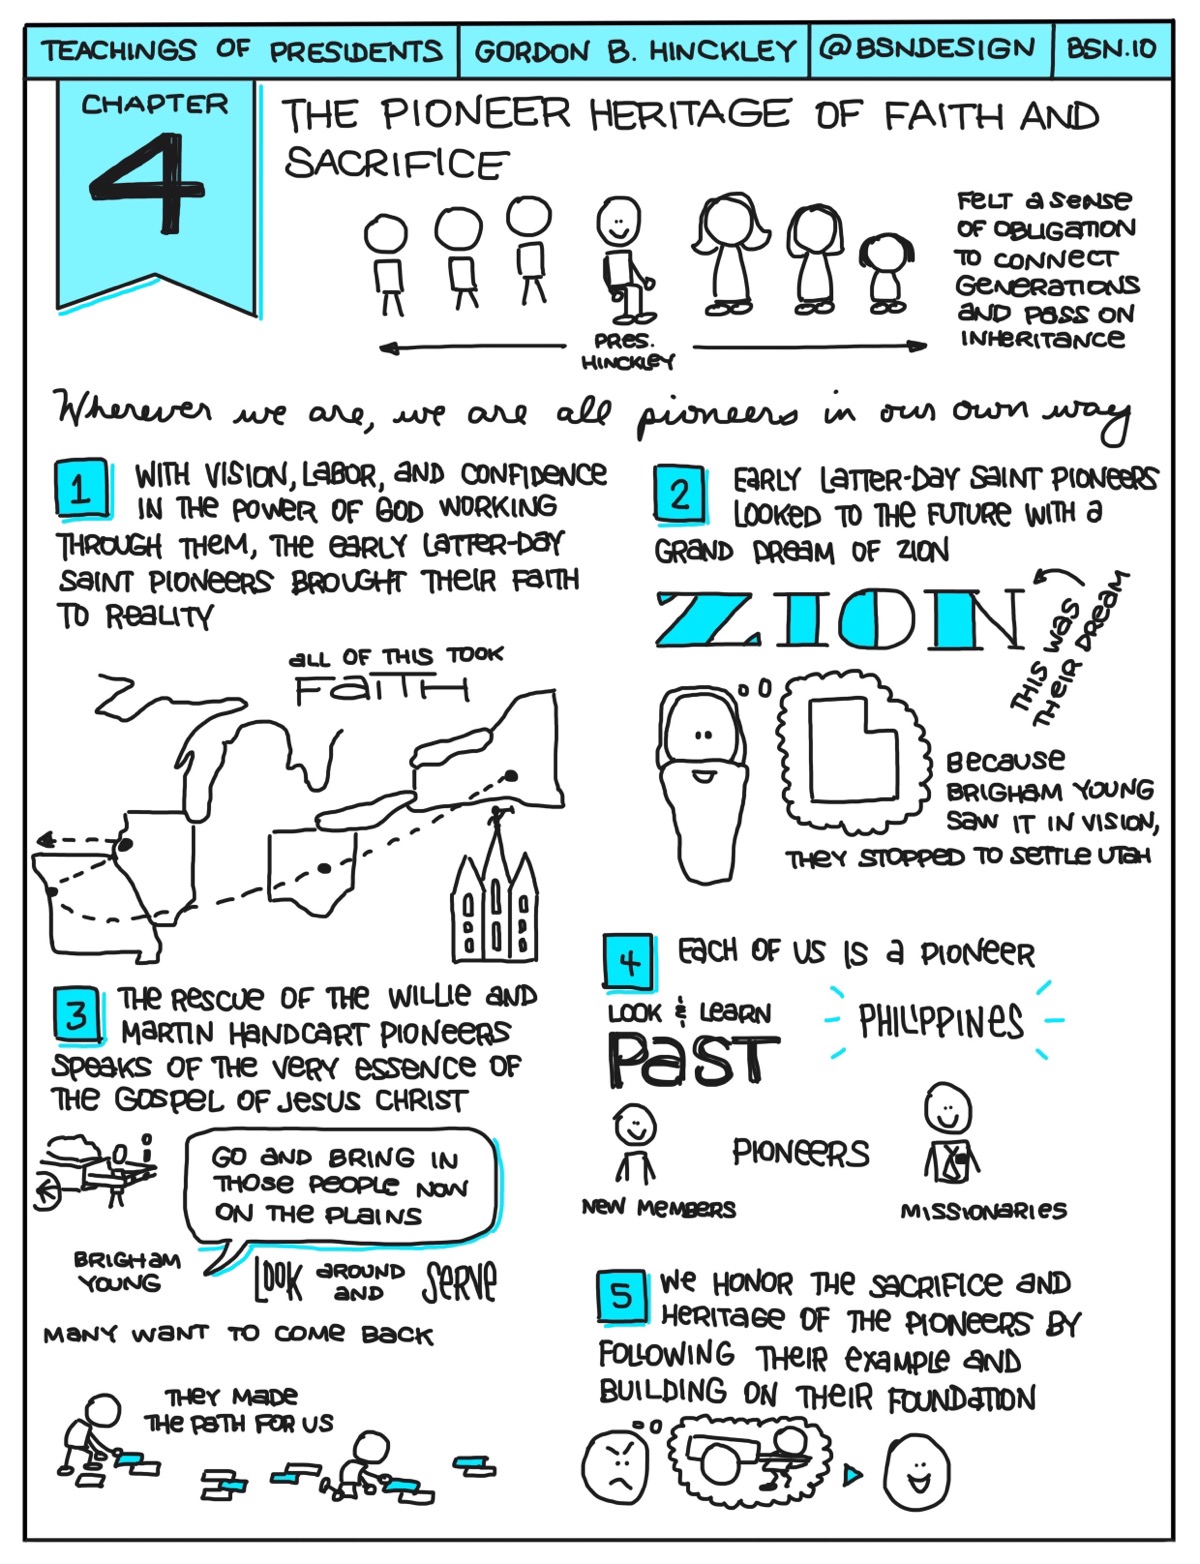 TEACHINGS OF PRESIDENTS
GORDON B. HINCKLEY
@BSNDESIGN
BSN.IO
CHAPTER
4
THE PIONEER HERITAGE OF FAITH AND
SACRIFICE
FELT A SENSE
OF OBLIGATION
TO CONNECT
GENERATIONS
AND PASS ON
INHERITANCE
PRES.
HINCKLEY
Wherever we are, we are all pioneers in our own way
1
WITH VISION, LABOR, AND CONFIDENCE
IN THE POWER OF GOD WORKING
THROUGH THEM, THE EARLY LATTER-DAY
SAINT PIONEERS BROUGHT THEIR FAITH
TO REALITY
ALL OF THIS TOOK
FAITH
2
EARLY LATTER-DAY SAINT PIONEERS
LOOKED TO THE FUTURE WITH A
GRAND DREAM OF ZION
ZION
THIS WAS
THEIR DREAM
BECAUSE
BRIGHAM YOUNG
SAW IT IN VISION,
THEY STOPPED TO SETTLE UTAH
3
THE RESCUE OF THE WILLIE AND
MARTIN HANDCART PIONEERS
SPEAKS OF THE VERY ESSENCE OF
THE GOSPEL OF JESUS CHRIST
GO AND BRING IN
THOSE PEOPLE NOW
ON THE PLAINS
BRIGHAM
YOUNG
LOOK AROUND
AND SERVE
MANY WANT TO COME BACK
THEY MADE
THE PATH FOR US
4
EACH OF US IS A PIONEER
LOOK & LEARN
PAST
PHILIPPINES
PIONEERS
NEW MEMBERS
MISSIONARIES
5
WE HONOR THE SACRIFICE AND
HERITAGE OF THE PIONEERS BY
FOLLOWING THEIR EXAMPLE AND
BUILDING ON THEIR FOUNDATION